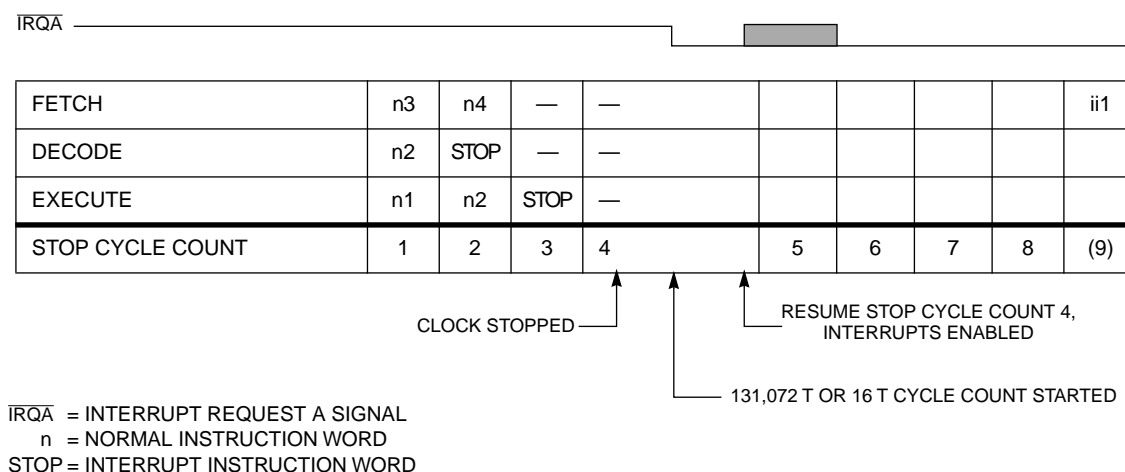 IRQA
FETCH n3 n4 — — ii1
DECODE n2 STOP — —
EXECUTE n1 n2 STOP —
STOP CYCLE COUNT 1 2 3 4 5 6 7 8 (9)
CLOCK STOPPED
RESUME STOP CYCLE COUNT 4,
INTERRUPTS ENABLED
131,072 T OR 16 T CYCLE COUNT STARTED
IRQA = INTERRUPT REQUEST A SIGNAL
n = NORMAL INSTRUCTION WORD
STOP = INTERRUPT INSTRUCTION WORD